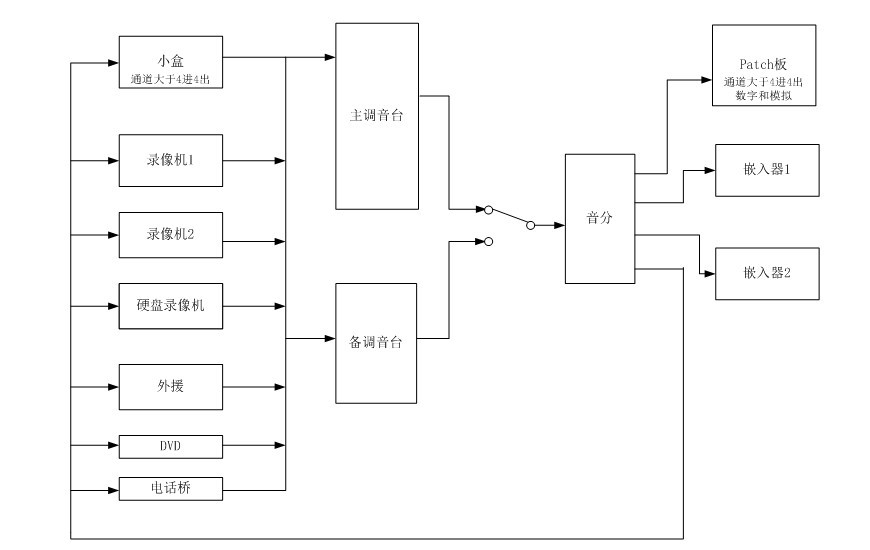 小盒
通道大于4进4出
录像机1
录像机2
硬盘录像机
外援
DVD
电话桥
主调音台
备调音台
音分
Patch板
通道大于4进4出
数字和模拟
嵌入器1
嵌入器2